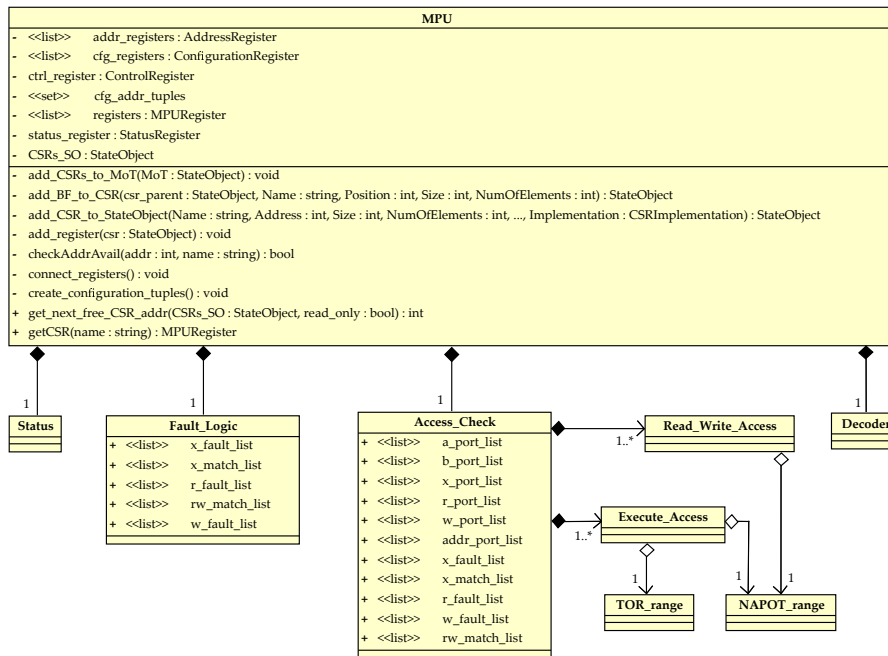 MPU
- <<list>> addr_registers : AddressRegister
- <<list>> cfg_registers : ConfigurationRegister
- ctrl_register : ControlRegister
- <<set>> cfg_addr_tuples
- <<list>> registers : MPURegister
- status_register : StatusRegister
- CSRs_SO : StateObject
- add_CSRs_to_MoT(MoT : StateObject) : void
- add_BF_to_CSR(csr_parent : StateObject, Name : string, Position : int, Size : int, NumOfElements : int) : StateObject
- add_CSR_to_StateObject(Name : string, Address : int, Size : int, NumOfElements : int, ..., Implementation : CSRImplementation) : StateObject
- add_register(csr : StateObject) : void
- checkAddrAvail(addr : int, name : string) : bool
- connect_registers() : void
- create_configuration_tuples() : void
+ get_next_free_CSR_addr(CSRs_SO : StateObject, read_only : bool) : int
+ getCSR(name : string) : MPURegister
1
1
1
1
Status
Fault_Logic
+ <<list>> x_fault_list
+ <<list>> x_match_list
+ <<list>> r_fault_list
+ <<list>> rw_match_list
+ <<list>> w_fault_list
Access_Check
+ <<list>> a_port_list
+ <<list>> b_port_list
+ <<list>> x_port_list
+ <<list>> r_port_list
+ <<list>> w_port_list
+ <<list>> addr_port_list
+ <<list>> x_fault_list
+ <<list>> x_match_list
+ <<list>> r_fault_list
+ <<list>> w_fault_list
+ <<list>> rw_match_list
Read_Write_Access
1..*
Decoder
Execute_Access
1..*
1
1
1
TOR_range
NAPOT_range